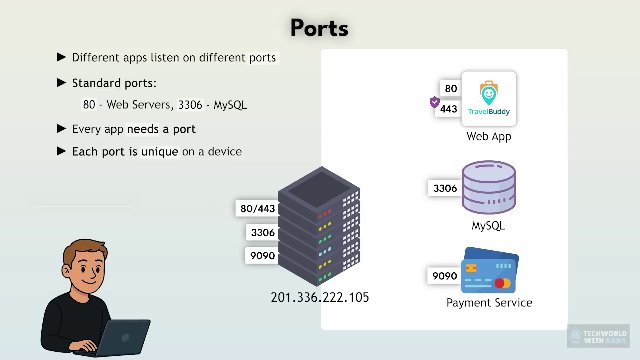 Ports
► Different apps listen on different ports
► Standard ports:
80 - Web Servers, 3306 - MySQL
► Every app needs a port
► Each port is unique on a device
80
443
TravelBuddy
Web App
3306
MySQL
9090
Payment Service
80/443
3306
9090
201.336.222.105
TECHWORLD
WITH NANA